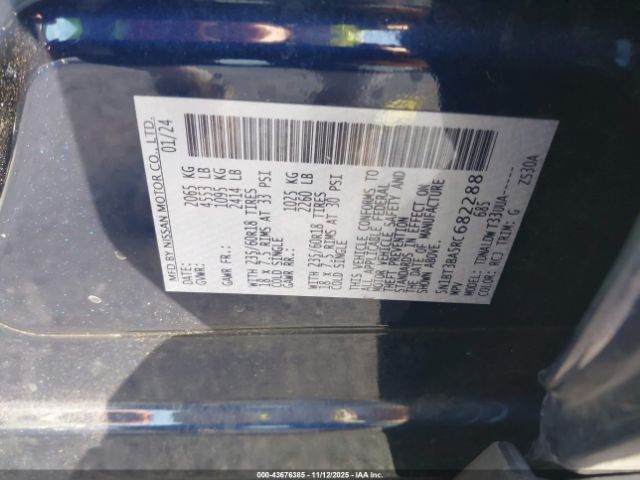 MFD BY NISSAN MOTOR CO., LTD.
DATE: 01/24
GVWR: 2065 KG
4553 LB
GAWR FR.: 1095 KG
2414 LB
WITH 235/60R18 TIRES
18 x 7.5 RIMS AT 33 PSI
COLD SINGLE
GAWR RR.: 1025 KG
2260 LB
WITH 235/60R18 TIRES
18 x 7.5 RIMS AT 30 PSI
COLD SINGLE
THIS VEHICLE CONFORMS TO
ALL APPLICABLE FEDERAL
MOTOR VEHICLE SAFETY AND
THEFT PREVENTION
STANDARDS IN EFFECT ON
THE DATE OF MANUFACTURE
SHOWN ABOVE.
5N1BT3BA5RC682288
MPV 685
MODEL: TDNALDW T33UUA------
COLOR: RCJ TRIM: G Z530A
00-43676385 - 11/12/2025 - IAA Inc.